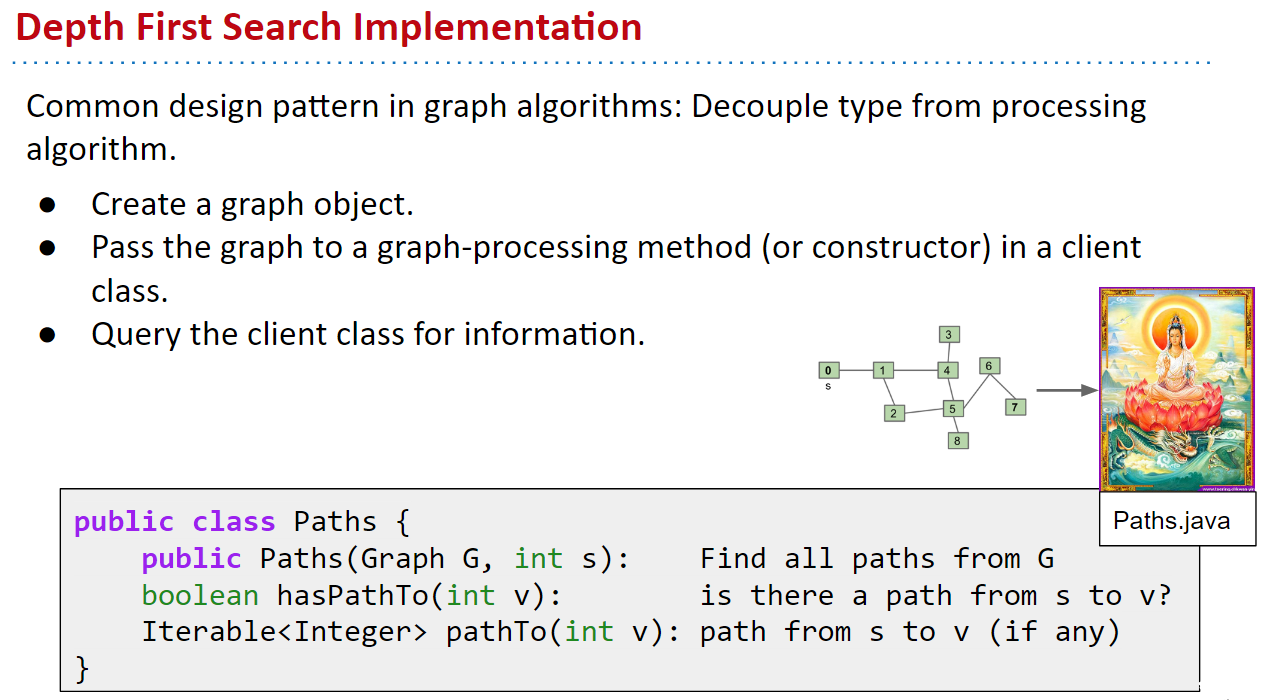 Depth First Search Implementation
Common design pattern in graph algorithms: Decouple type from processing
algorithm.
● Create a graph object.
● Pass the graph to a graph-processing method (or constructor) in a client
class.
● Query the client class for information.
3
0 1 4 6
s
2 5 7
8
Paths.java
public class Paths {
    public Paths(Graph G, int s):    Find all paths from G
    boolean hasPathTo(int v):        is there a path from s to v?
    Iterable<Integer> pathTo(int v): path from s to v (if any)
}